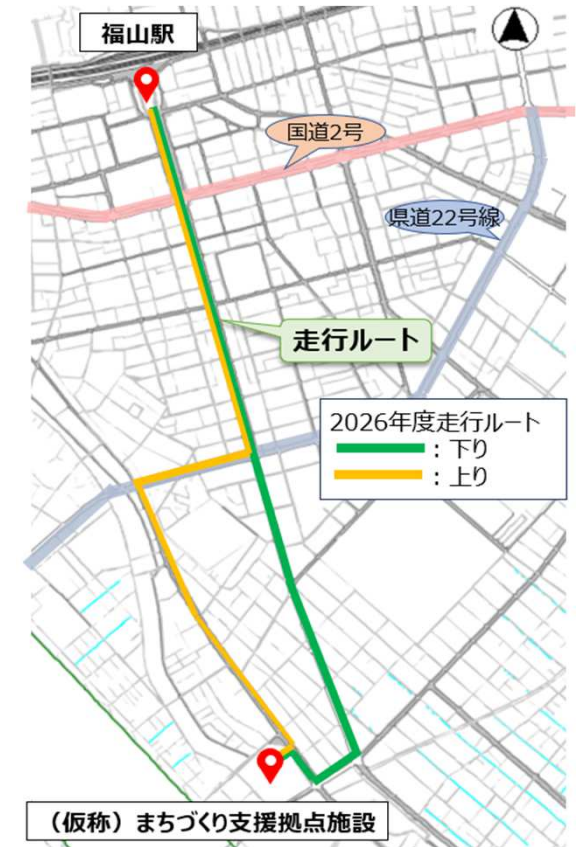 福山駅
国道2号
県道22号線
走行ルート
2026年度走行ルート
：下り
：上り
（仮称）まちづくり支援拠点施設